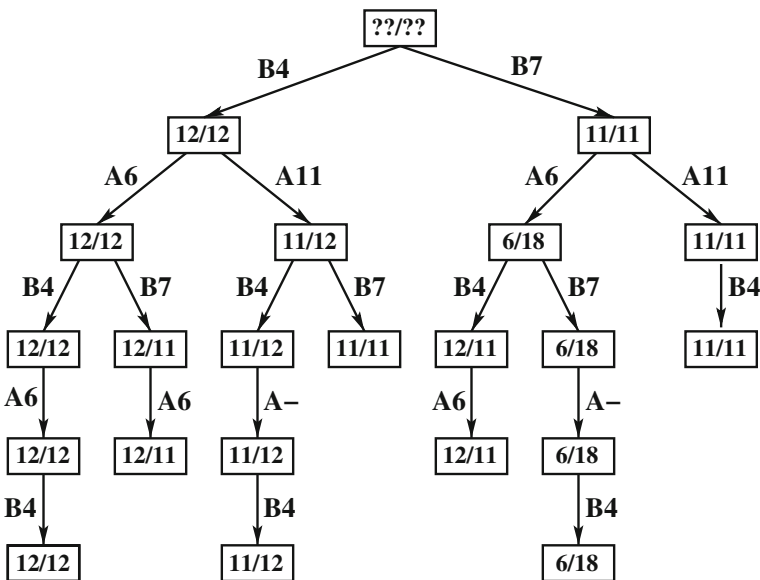 ??/??
B4 B7
12/12 11/11
A6 A11 A6 A11
12/12 11/12 6/18 11/11
B4 B7 B4 B7 B4 B7 B4
12/12 12/11 11/12 11/11 12/11 6/18 11/11
A6 A6 A− A6 A−
12/12 12/11 11/12 12/11 6/18
B4 B4 B4
12/12 11/12 6/18